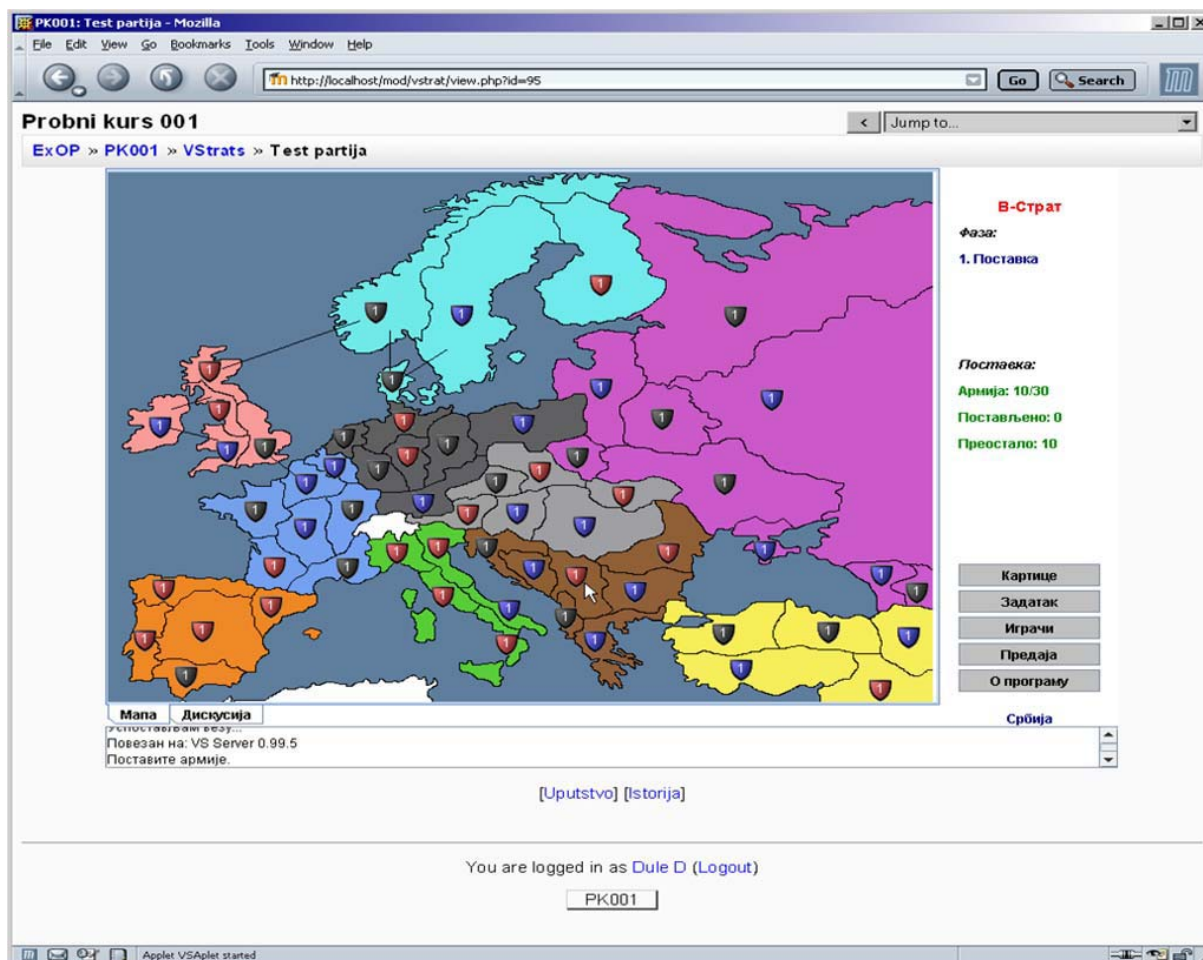 PK001: Test partija - Mozilla
File Edit View Go Bookmarks Tools Window Help
http://localhost/mod/vstrat/view.php?id=95
Go
Search
Probni kurs 001
< Jump to...
ExOP » PK001 » VStrats » Test partija
В-Страт
Фаза:
1. Поставка
Поставка:
Армија: 10/30
Постављено: 0
Преостало: 10
Картице
Задатак
Играчи
Предаја
О програму
Србија
Мапа Дискусија
Успостављам везу...
Повезан на: VS Server 0.99.5
Поставите армије.
[Uputstvo] [Istorija]
You are logged in as Dule D (Logout)
PK001
Applet VSAplet started